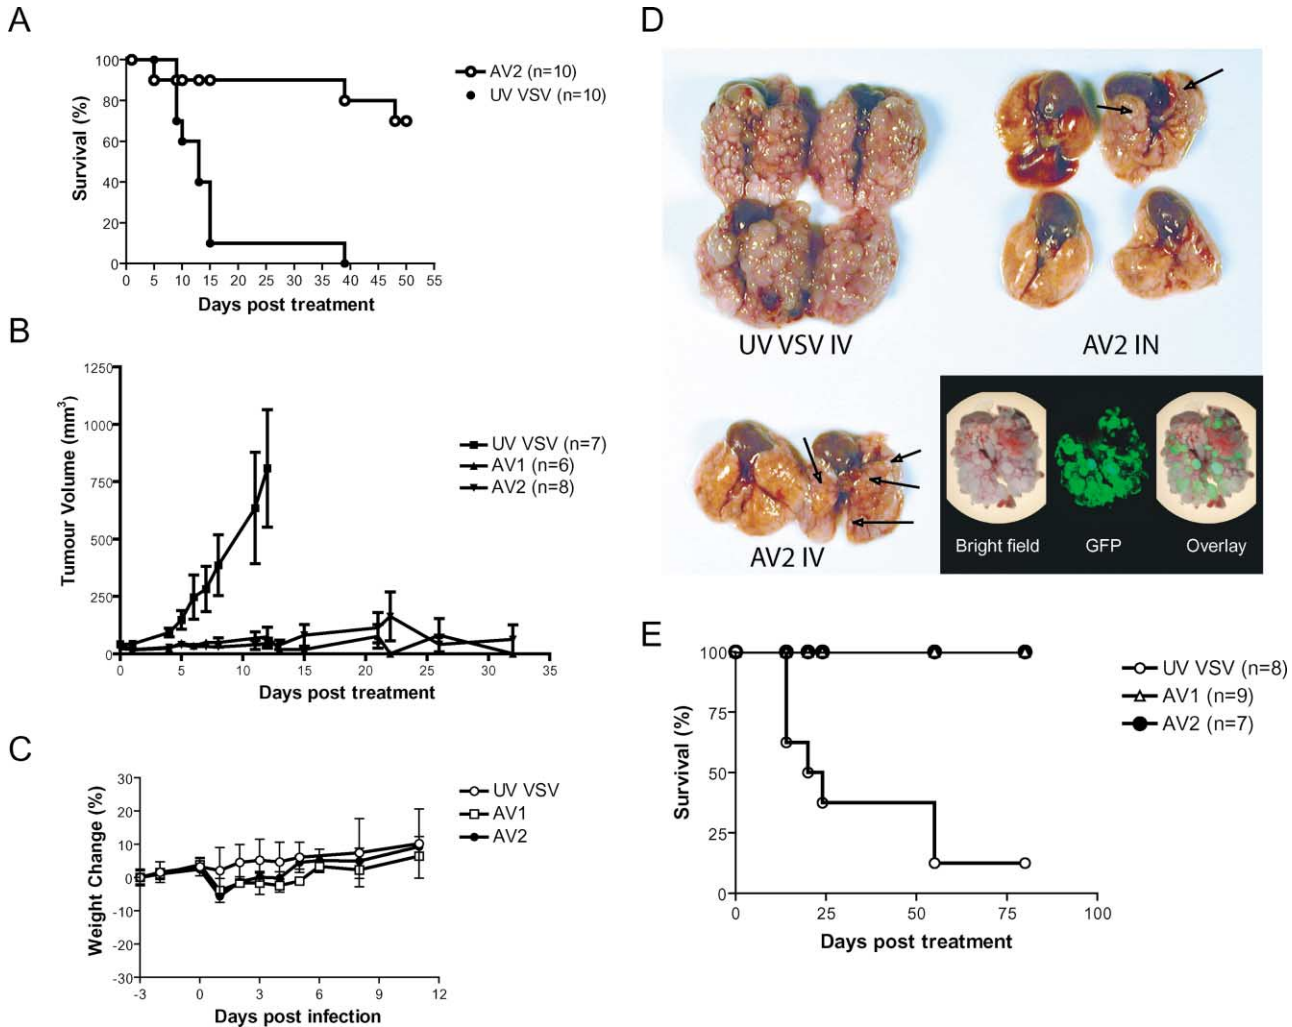 A
100
80
60
40
20
0
Survival (%)
0 5 10 15 20 25 30 35 40 45 50 55
Days post treatment
AV2 (n=10)
UV VSV (n=10)
B
1250
1000
750
500
250
0
Tumour Volume (mm³)
0 5 10 15 20 25 30 35
Days post treatment
UV VSV (n=7)
AV1 (n=6)
AV2 (n=8)
C
30
20
10
0
-10
-20
-30
Weight Change (%)
-3 0 3 6 9 12
Days post infection
UV VSV
AV1
AV2
D
UV VSV IV
AV2 IN
AV2 IV
Bright field GFP Overlay
E
100
75
50
25
0
Survival (%)
0 25 50 75 100
Days post treatment
UV VSV (n=8)
AV1 (n=9)
AV2 (n=7)